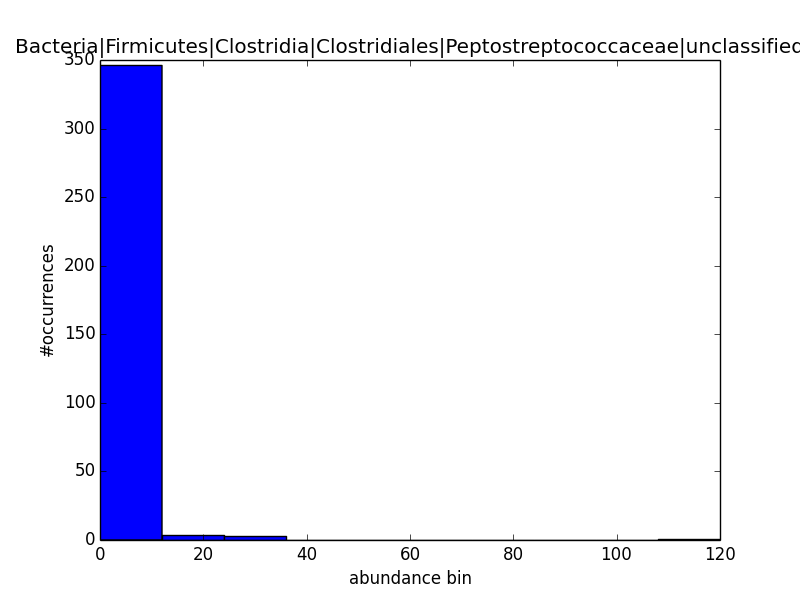 Bacteria|Firmicutes|Clostridia|Clostridiales|Peptostreptococcaceae|unclassified
350
300
250
200
150
100
50
0
#occurrences
0 20 40 60 80 100 120
abundance bin